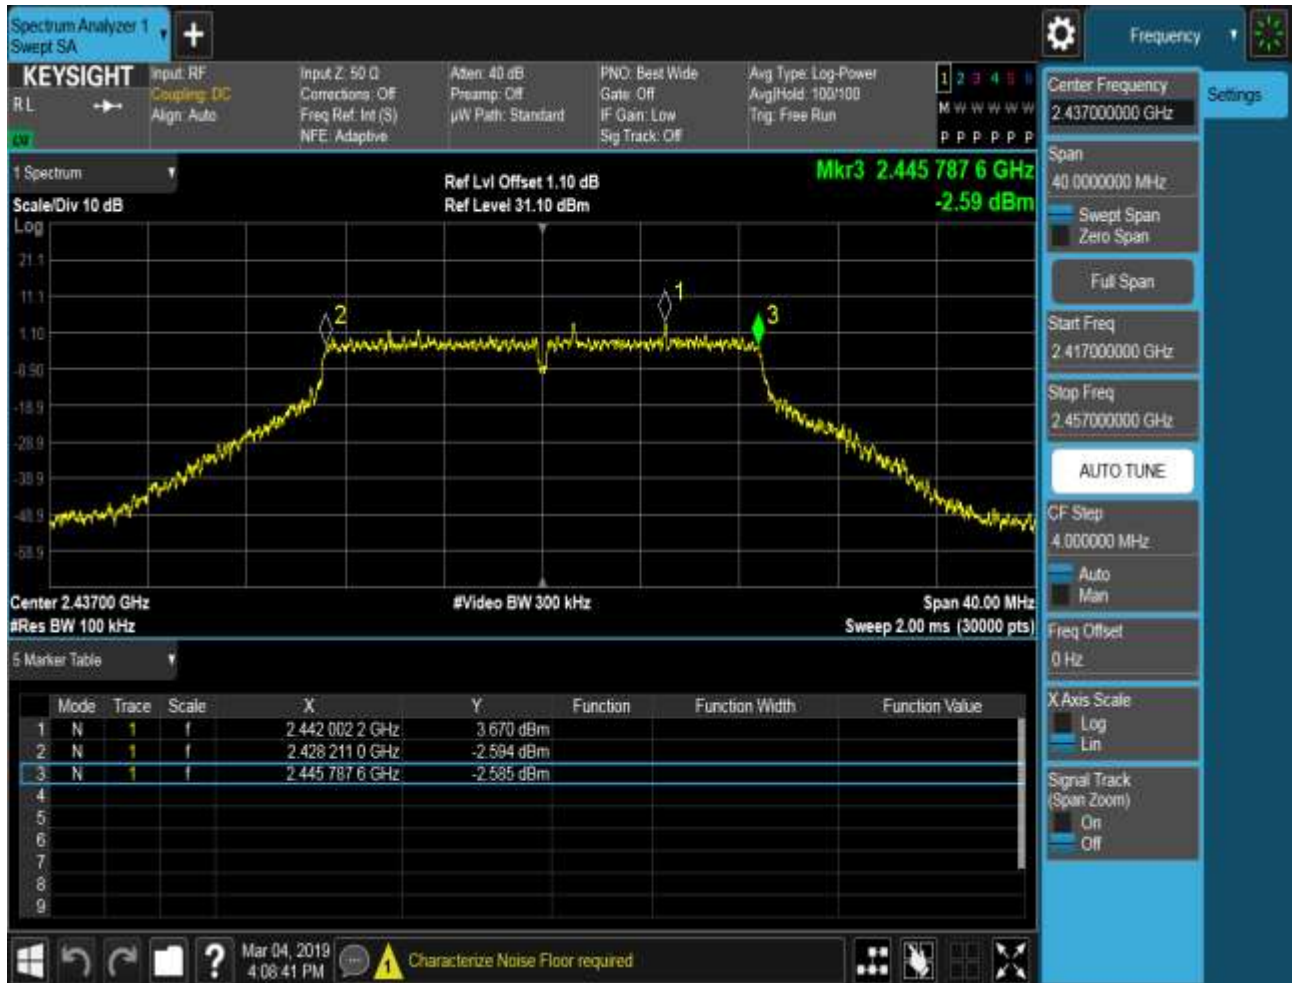 Spectrum Analyzer 1
Swept SA
+
Frequency
KEYSIGHT
RL
Input: RF
Coupling: DC
Align: Auto
Input Z: 50 Ω
Corrections: Off
Freq Ref: Int (S)
NFE: Adaptive
Atten: 40 dB
Preamp: Off
µW Path: Standard
PNO: Best Wide
Gate: Off
IF Gain: Low
Sig Track: Off
Avg Type: Log-Power
Avg|Hold: 100/100
Trig: Free Run
1 2 3 4 5 6
M W W W W W
P P P P P P
1 Spectrum
Scale/Div 10 dB
Ref Lvl Offset 1.10 dB
Ref Level 31.10 dBm
Mkr3 2.445 787 6 GHz
-2.59 dBm
Log
21.1
11.1
1.10
-8.90
-18.9
-28.9
-38.9
-48.9
-58.9
2
1
3
Center 2.43700 GHz
#Res BW 100 kHz
#Video BW 300 kHz
Span 40.00 MHz
Sweep 2.00 ms (30000 pts)
5 Marker Table
Mode Trace Scale X Y Function Function Width Function Value
1 N 1 f 2.442 002 2 GHz 3.670 dBm
2 N 1 f 2.428 211 0 GHz -2.594 dBm
3 N 1 f 2.445 787 6 GHz -2.585 dBm
4
5
6
7
8
9
Center Frequency
2.437000000 GHz
Settings
Span
40.0000000 MHz
Swept Span
Zero Span
Full Span
Start Freq
2.417000000 GHz
Stop Freq
2.457000000 GHz
AUTO TUNE
CF Step
4.000000 MHz
Auto
Man
Freq Offset
0 Hz
X Axis Scale
Log
Lin
Signal Track
(Span Zoom)
On
Off
?
Mar 04, 2019
4:08:41 PM
1
Characterize Noise Floor required